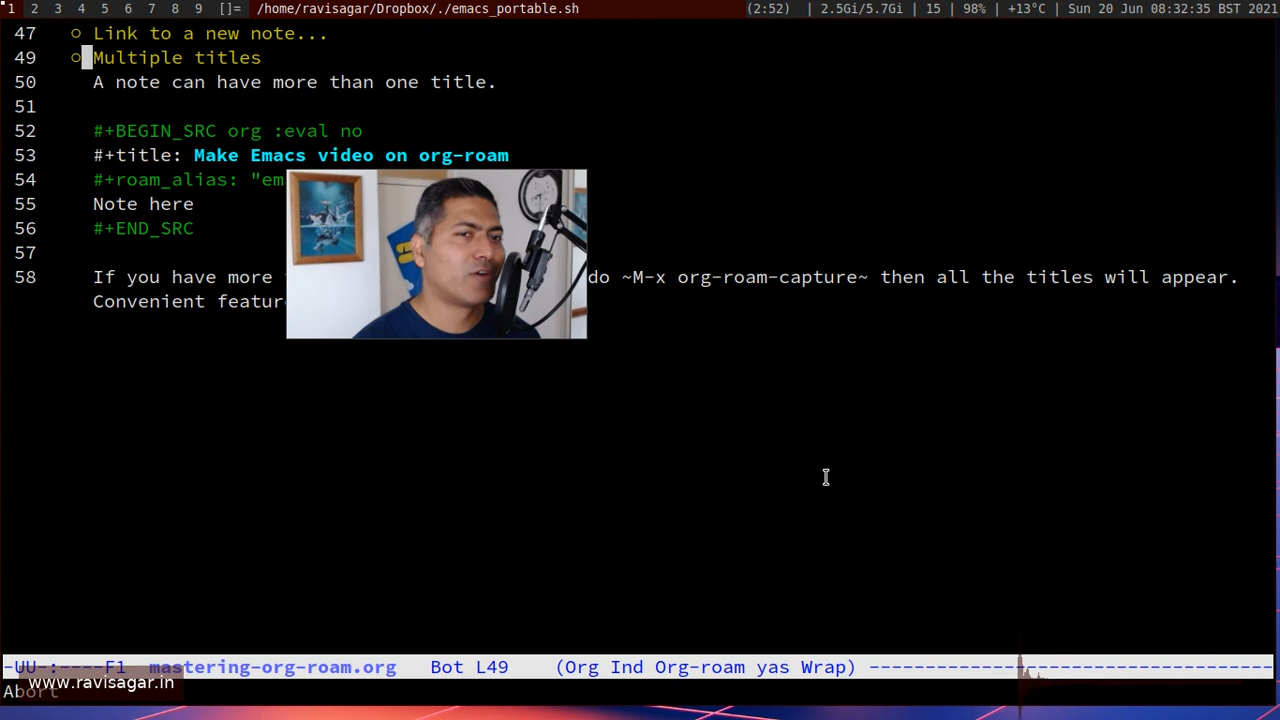 1 2 3 4 5 6 7 8 9 []= /home/ravisagar/Dropbox/./emacs_portable.sh (2:52) | 2.5Gi/5.7Gi | 15 | 98% | +13°C | Sun 20 Jun 08:32:35 BST 2021
47 ○ Link to a new note...
49 ○ Multiple titles
50 A note can have more than one title.
51
52 #+BEGIN_SRC org :eval no
53 #+title: Make Emacs video on org-roam
54 #+roam_alias: "em
55 Note here
56 #+END_SRC
57
58 If you have more do ~M-x org-roam-capture~ then all the titles will appear.
Convenient featur
-UU-:----F1 mastering-org-roam.org Bot L49 (Org Ind Org-roam yas Wrap) ------------------------------------
www.ravisagar.in
Abort